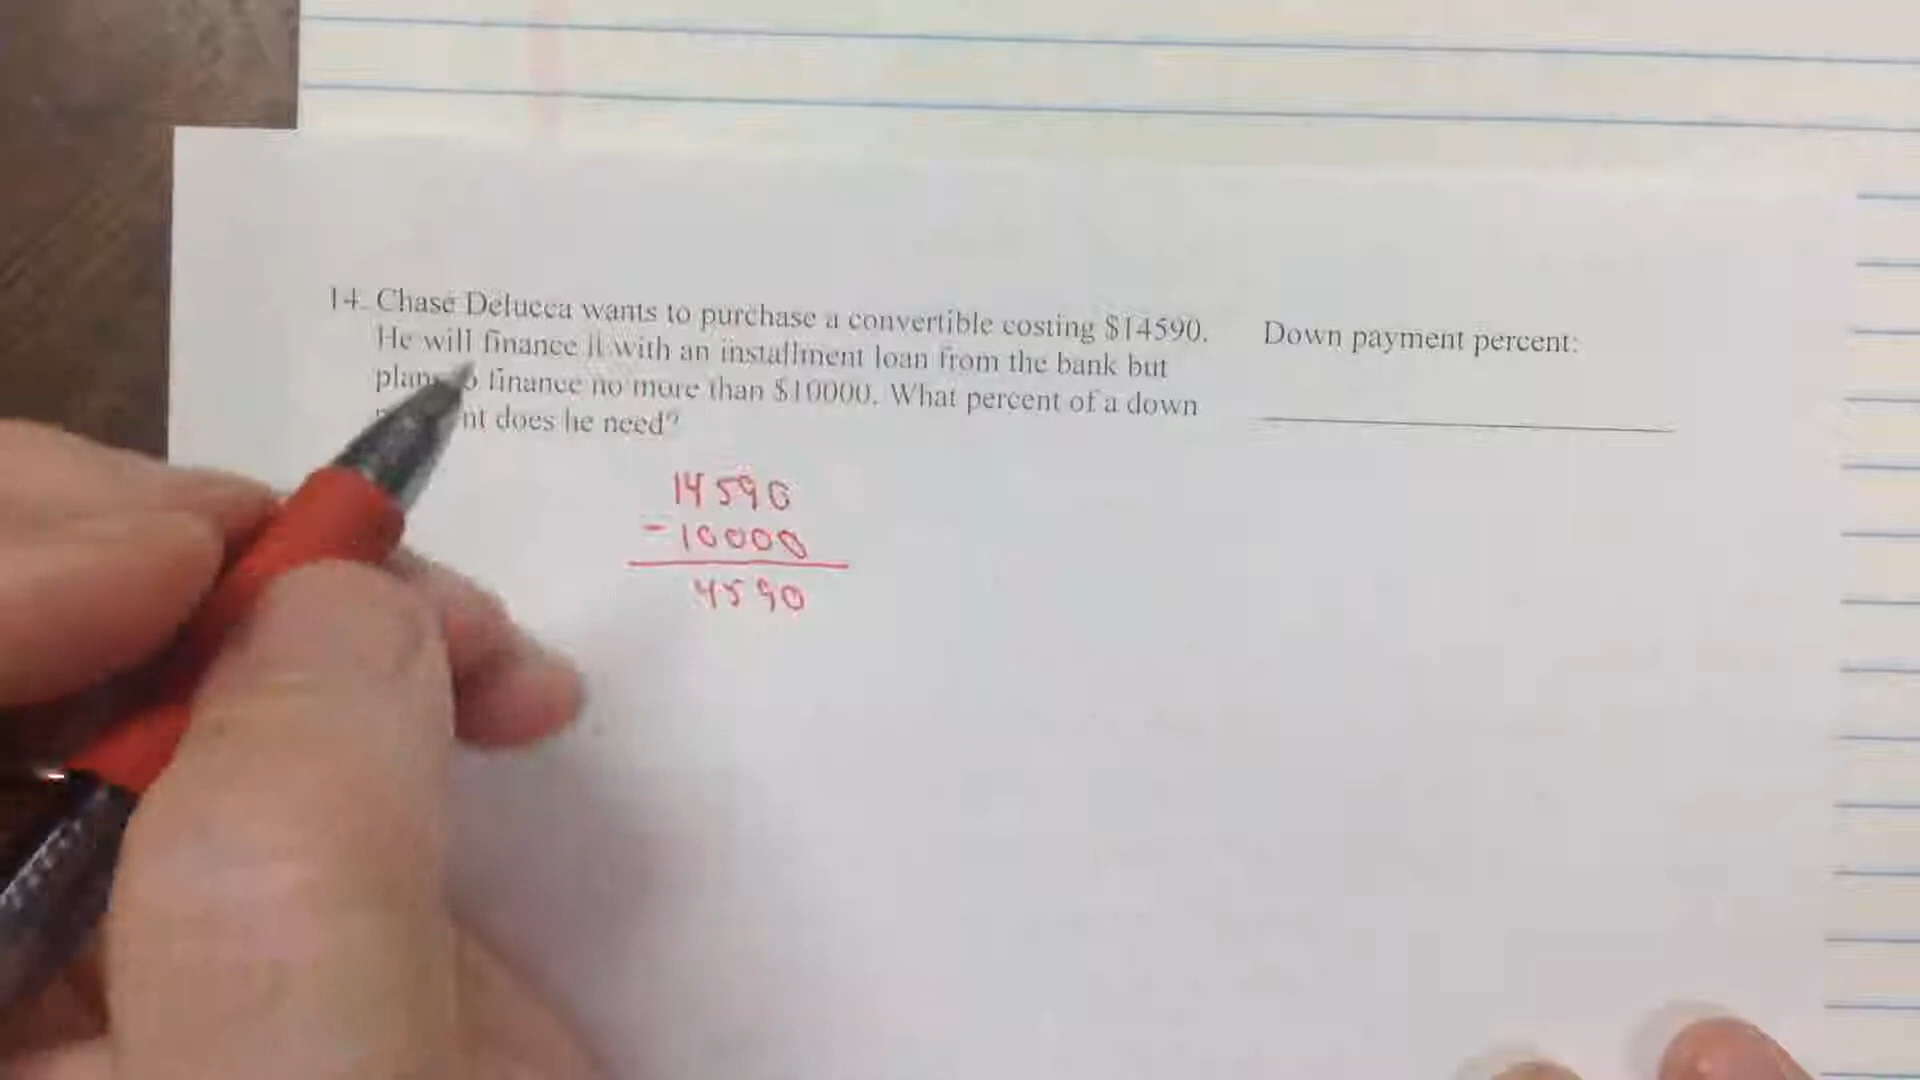 14. Chase Delucca wants to purchase a convertible costing $14590.
He will finance it with an installment loan from the bank but
finance no more than $10000. What percent of a down
does he need?
Down payment percent:
14590
-10000
4590